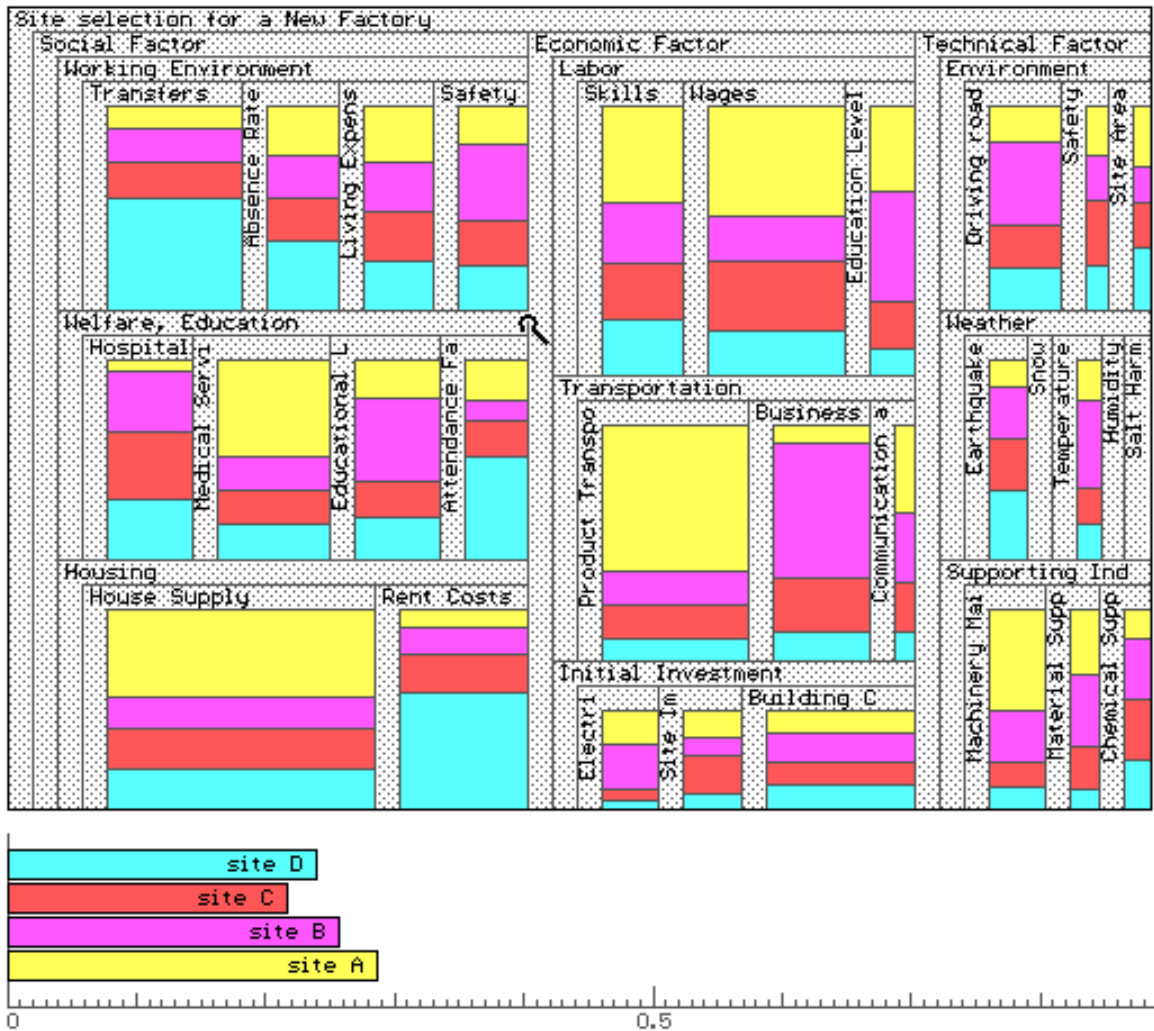 Site selection for a New Factory
Social Factor
Economic Factor
Technical Factor
Working Environment
Labor
Environment
Transfers
Absence Rate
Living Expens
Safety
Skills
Wages
Education Level
Driving road
Safety
Site Area
Welfare, Education
Weather
Hospital
Medical Servi
Educational L
Attendance Fa
Transportation
Product Transpo
Business
Communication a
Earthquake
Snow
Temperature
Humidity
Salt Harm
Housing
House Supply
Rent Costs
Initial Investment
Electri
Site Im
Building C
Supporting Ind
Machinery Mai
Material Supp
Chemical Supp
site D
site C
site B
site A
0
0.5